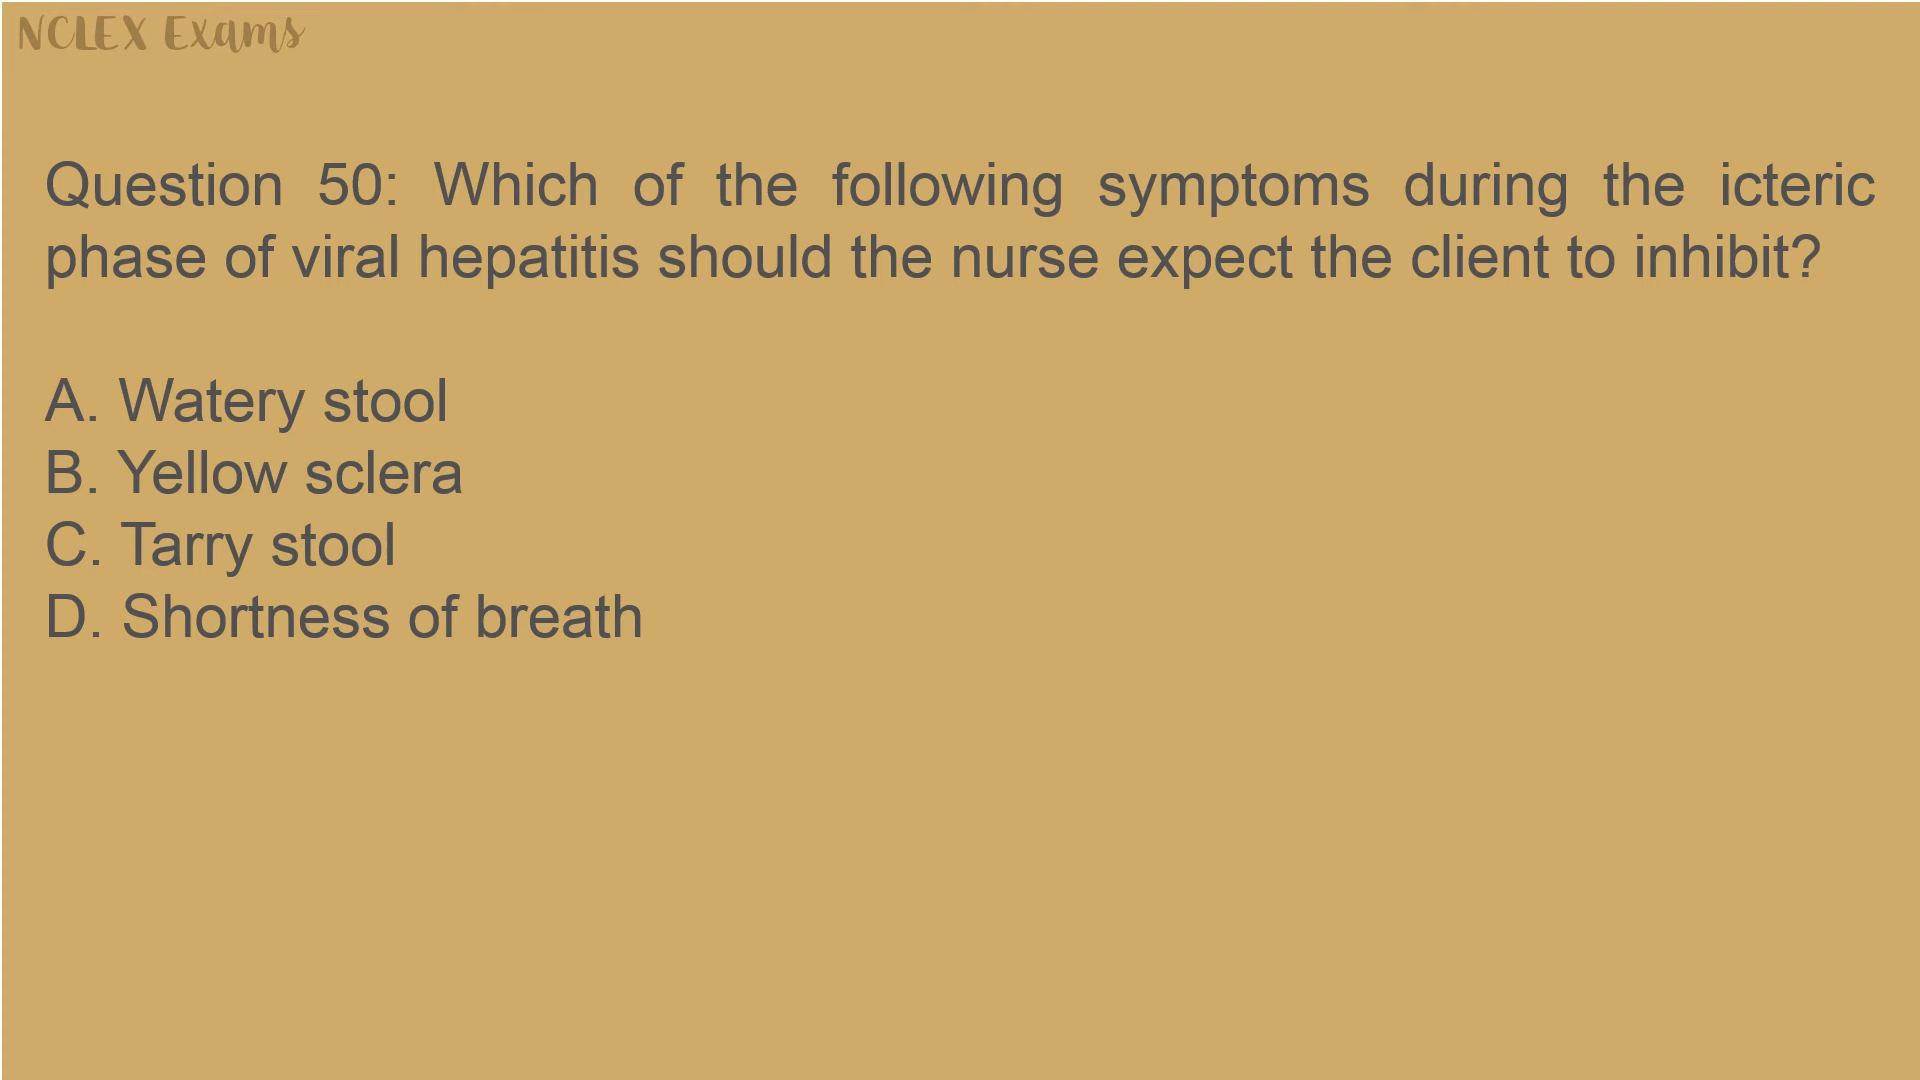 NCLEX Exams
Question 50: Which of the following symptoms during the icteric
phase of viral hepatitis should the nurse expect the client to inhibit?
A. Watery stool
B. Yellow sclera
C. Tarry stool
D. Shortness of breath